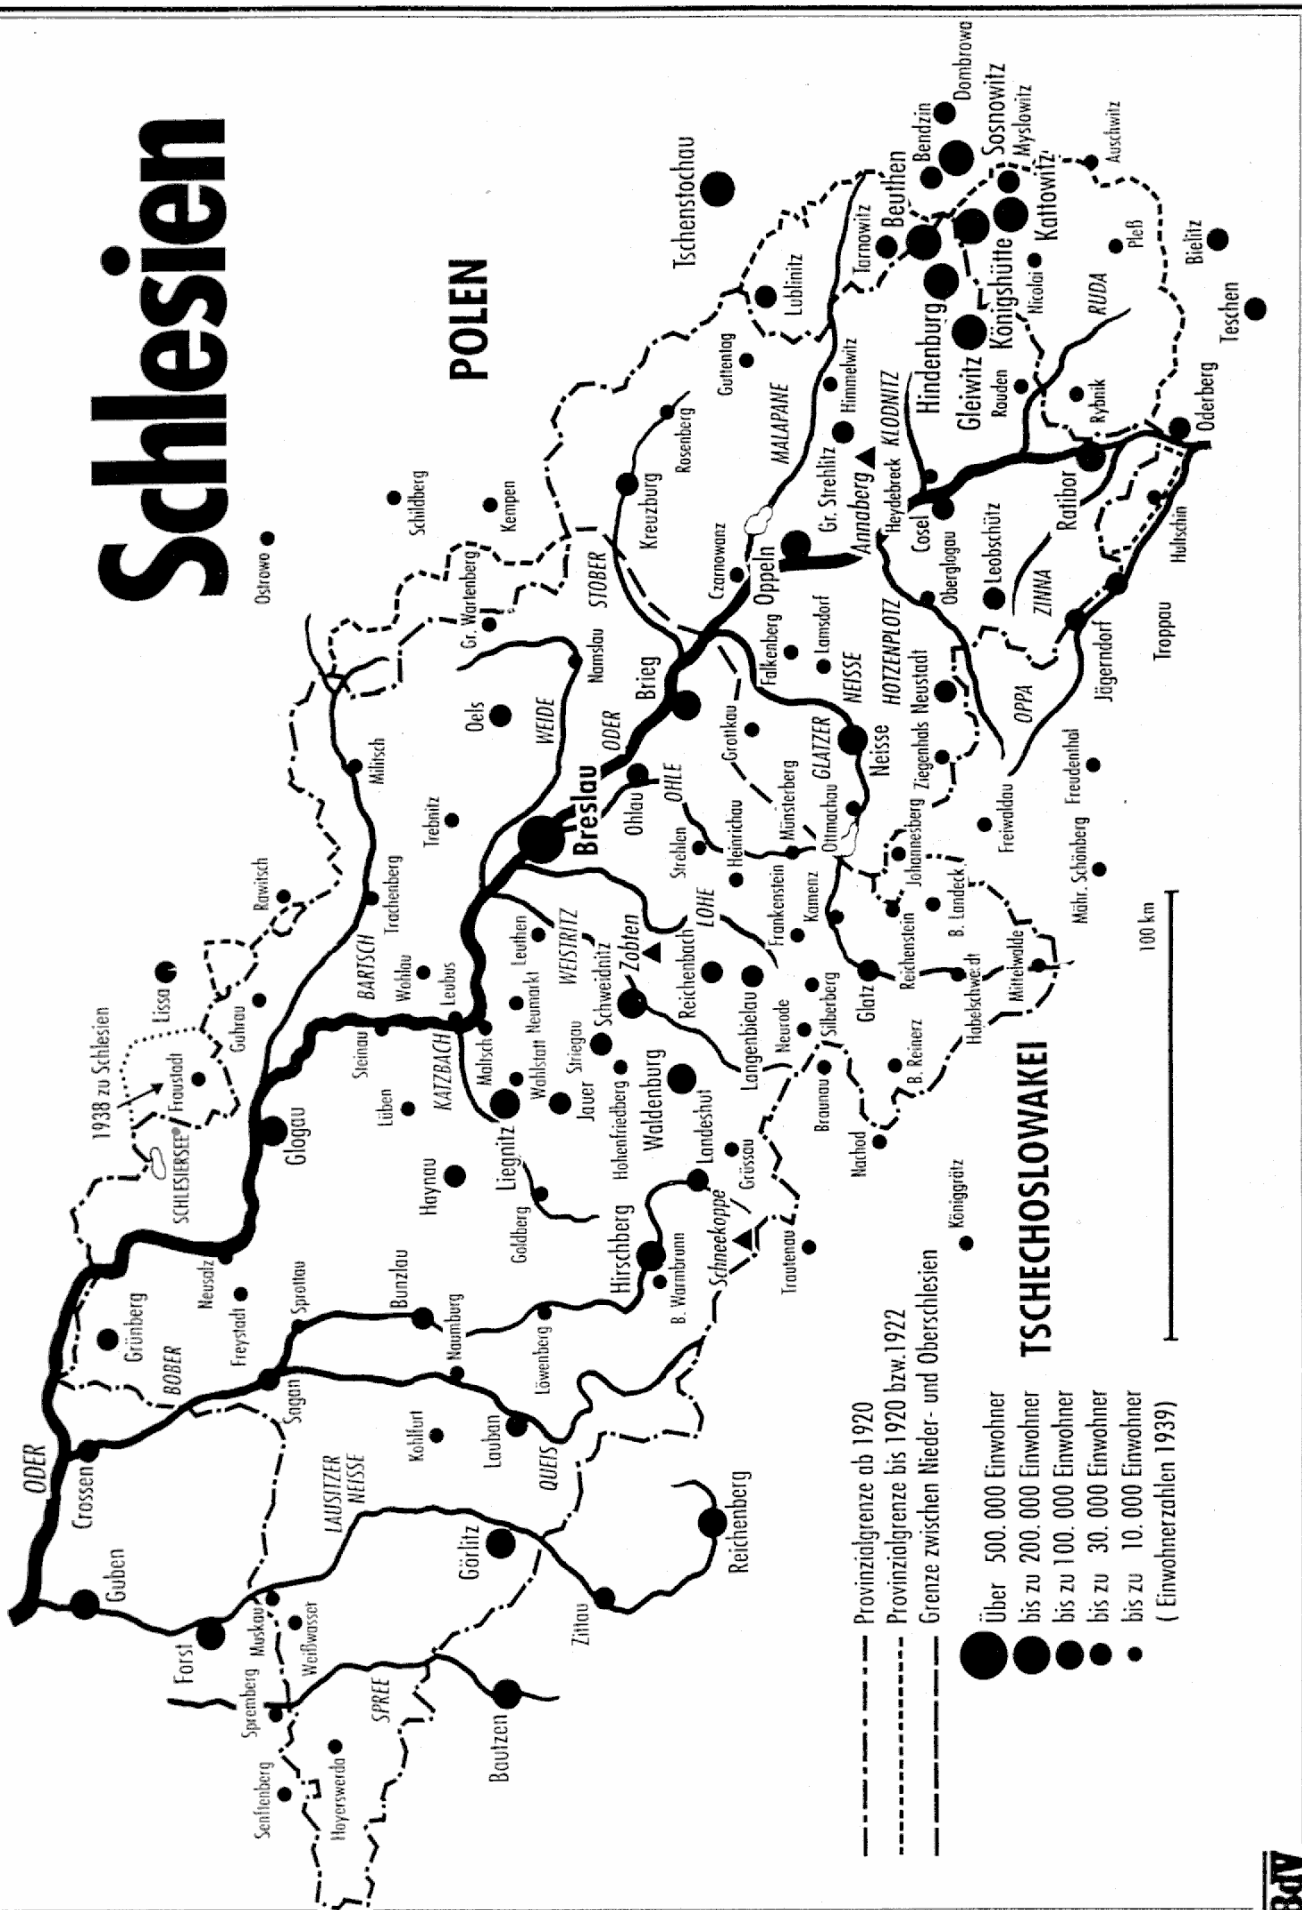 Schlesien
POLEN
TSCHECHOSLOWAKEI
1938 zu Schlesien
ODER
Guben
Crossen
Grünberg
BOBER
Forst
Muskau
Weißwasser
Spremberg
Senftenberg
Hoyerswerda
SPREE
Bautzen
LAUSITZER
NEISSE
Görlitz
Zittau
Reichenberg
Kohlfurt
Lauban
QUEIS
Sagan
Sprottau
Freystadt
Neusalz
Bunzlau
Naumburg
Löwenberg
SCHLESIERSEE
Fraustadt
Lissa
Guhrau
Glogau
Rawitsch
Lüben
Haynau
Liegnitz
Goldberg
Hirschberg
B. Warmbrunn
Schneekoppe
Trautenau
Landeshut
Grüssau
Steinau
KATZBACH
Maltsch
Wahlstatt
Neumarkt
Leuthen
Jauer
Striegau
Hohenfriedberg
Waldenburg
Schweidnitz
Zobten
Reichenbach
Langenbielau
WEISTRITZ
Wohlau
Leubus
BARTSCH
Trachenberg
Militsch
Trebnitz
Oels
WEIDE
Breslau
ODER
Ohlau
OHLE
LOHE
Strehlen
Heinrichau
Münsterberg
Frankenstein
Kamenz
Silberberg
Neurode
Glatz
Braunau
Nachod
B. Reinerz
Königgrätz
Habelschwerdt
Mittelwalde
Reichenstein
B. Landeck
Johannesberg
Ottmachau
GLATZER
NEISSE
Neisse
Grottkau
Brieg
Falkenberg
Lamsdorf
Ziegenhals
Neustadt
Freiwaldau
Freudenthal
Mähr. Schönberg
Ostrowo
Schildberg
Kempen
Gr. Wartenberg
Namslau
STOBER
Kreuzburg
Rosenberg
Czarnowanz
Oppeln
MALAPANE
Guttentag
Lublinitz
Tschenstochau
Gr. Strehlitz
Himmelwitz
Annaberg
Heydebreck
KLODNITZ
Cosel
Oberglogau
HOTZENPLOTZ
Leobschütz
ZINNA
OPPA
Jägerndorf
Troppau
Ratibor
Hultschin
Oderberg
Rybnik
RUDA
Rauden
Gleiwitz
Hindenburg
Königshütte
Nicolai
Pleß
Tarnowitz
Beuthen
Bendzin
Dombrowa
Sosnowitz
Myslowitz
Kattowitz
Auschwitz
Bielitz
Teschen
100 km
Provinzialgrenze ab 1920
Provinzialgrenze bis 1920 bzw.1922
Grenze zwischen Nieder- und Oberschlesien
Über 500.000 Einwohner
bis zu 200.000 Einwohner
bis zu 100.000 Einwohner
bis zu 30.000 Einwohner
bis zu 10.000 Einwohner
( Einwohnerzahlen 1939)
BdV